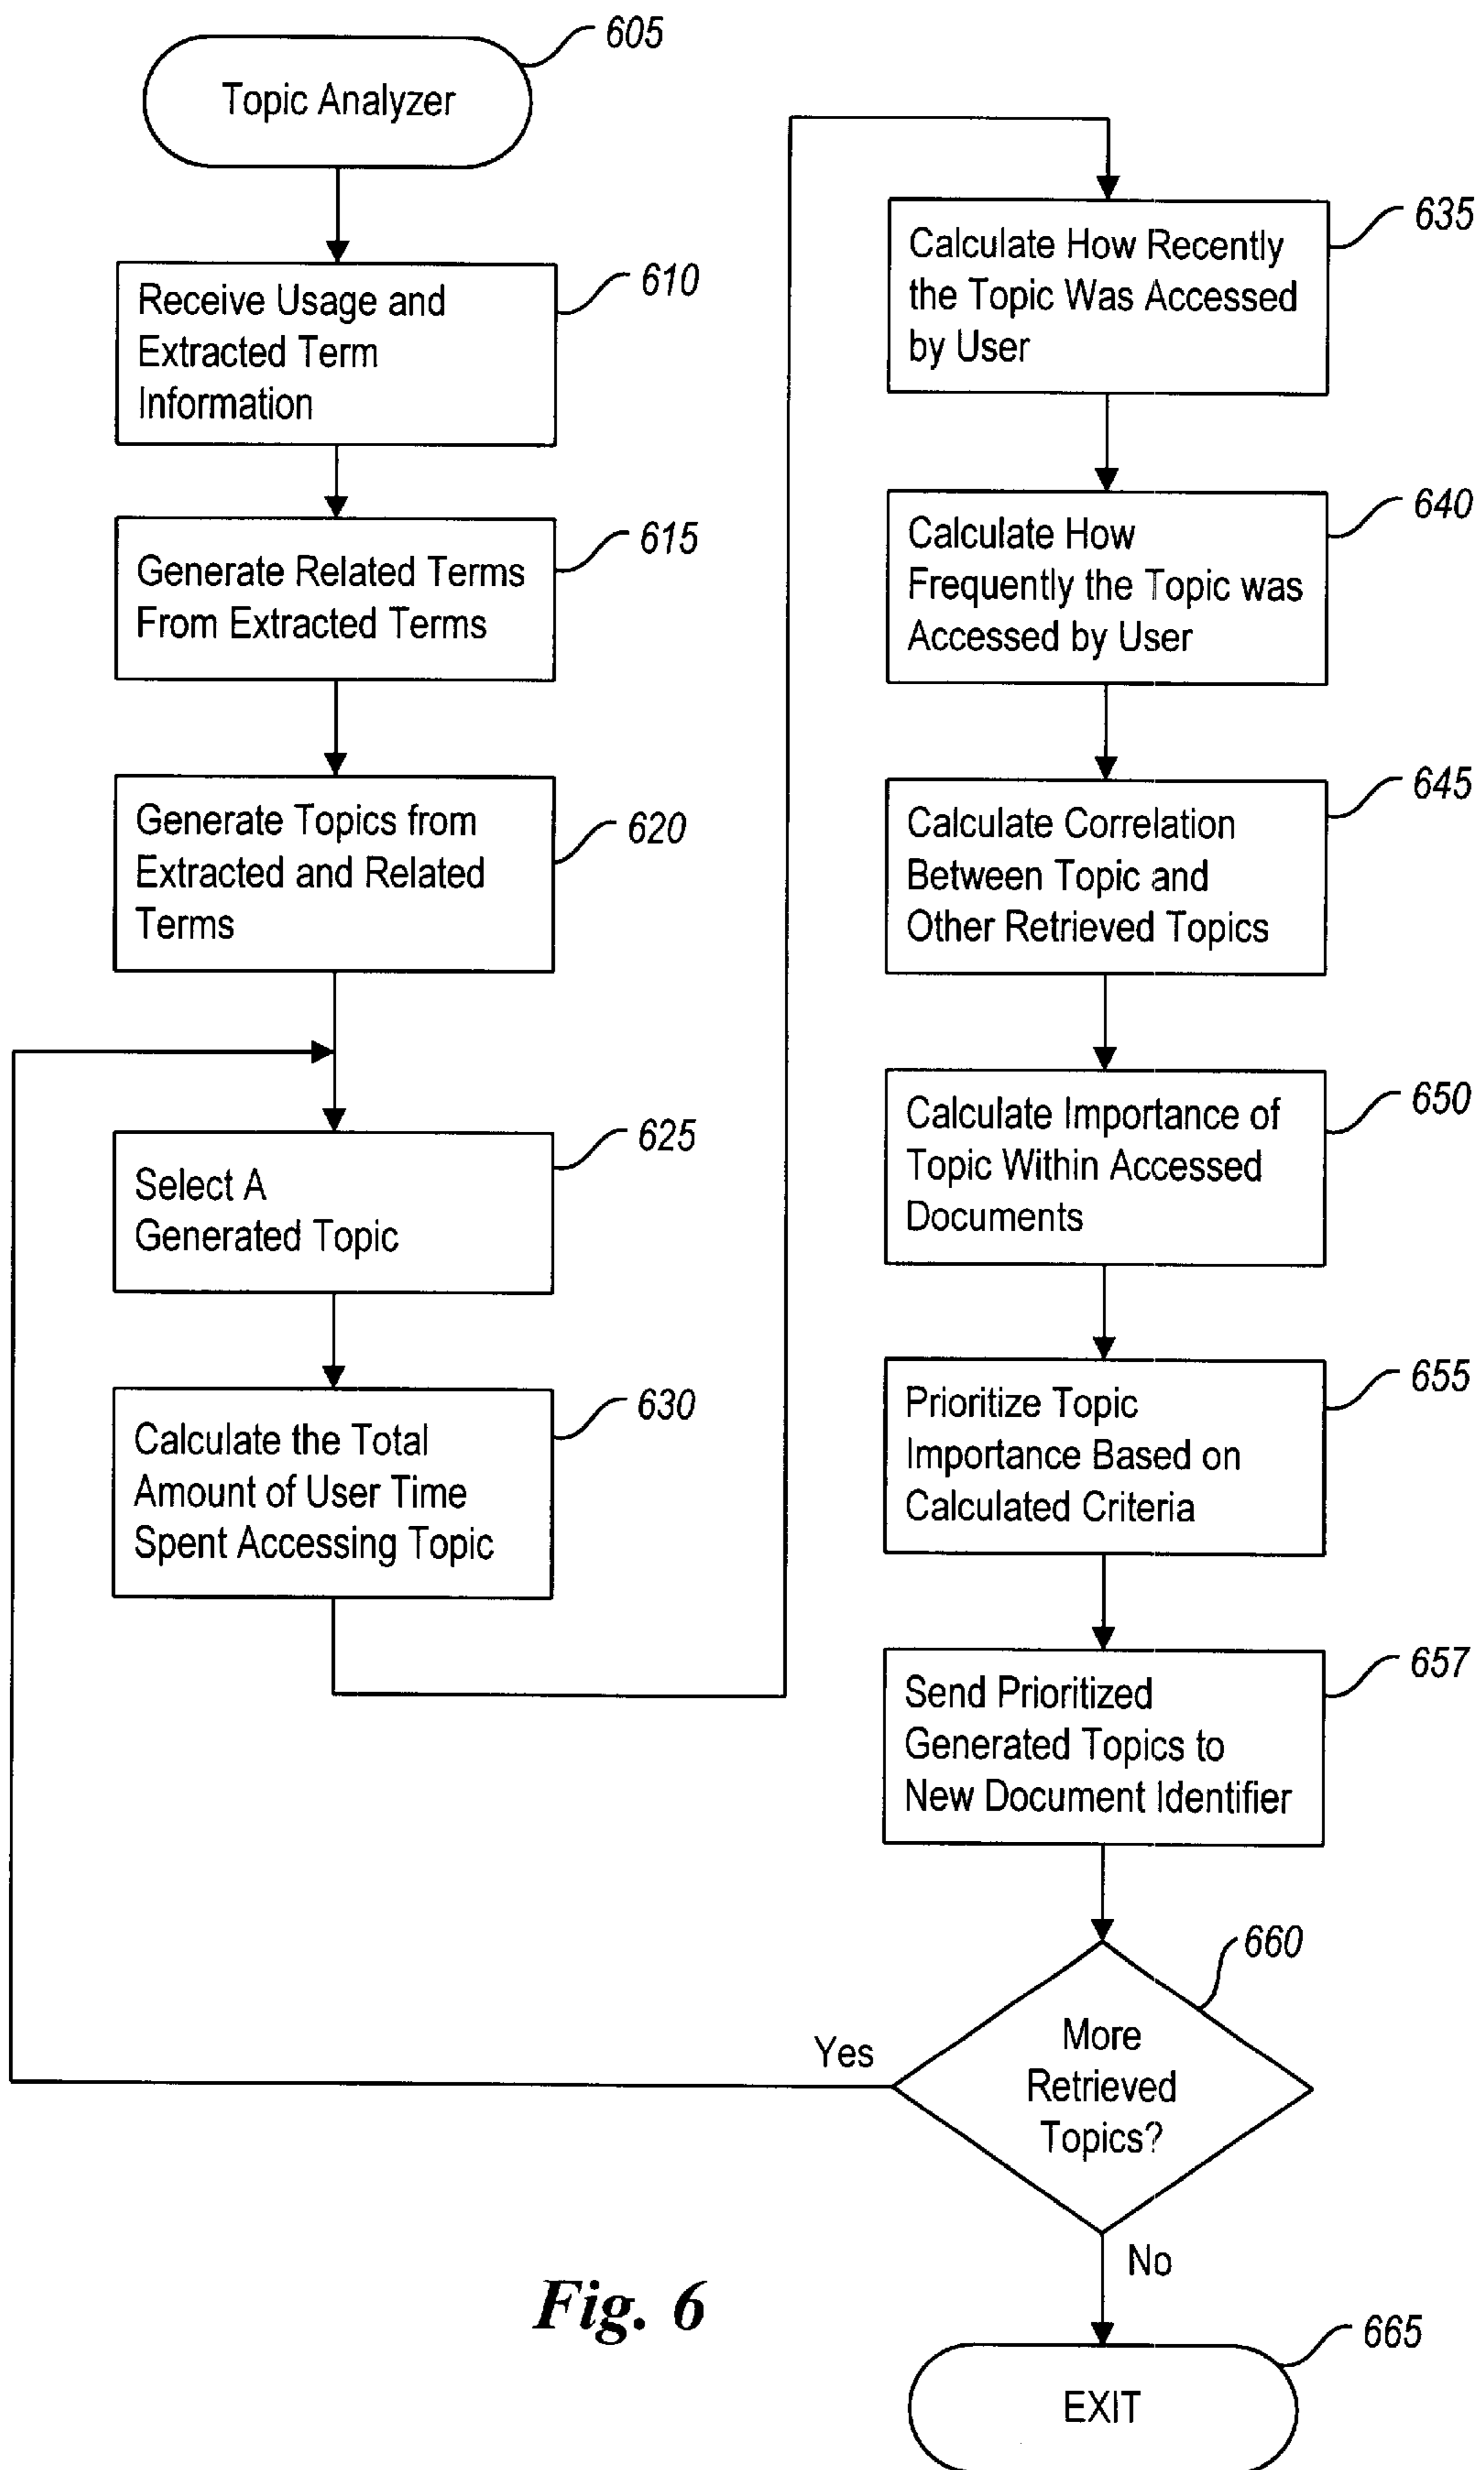 605
Topic Analyzer
610
Receive Usage and
Extracted Term
Information
615
Generate Related Terms
From Extracted Terms
620
Generate Topics from
Extracted and Related
Terms
625
Select A
Generated Topic
630
Calculate the Total
Amount of User Time
Spent Accessing Topic
635
Calculate How Recently
the Topic Was Accessed
by User
640
Calculate How
Frequently the Topic was
Accessed by User
645
Calculate Correlation
Between Topic and
Other Retrieved Topics
650
Calculate Importance of
Topic Within Accessed
Documents
655
Prioritize Topic
Importance Based on
Calculated Criteria
657
Send Prioritized
Generated Topics to
New Document Identifier
660
More
Retrieved
Topics?
Yes
No
665
EXIT
Fig. 6